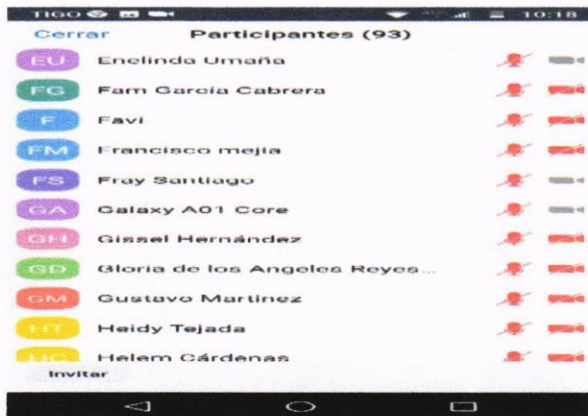 TIGO 10:18
Cerrar Participantes (93)
EU Enelinda Umaña
FG Fam García Cabrera
F Favi
FM Francisco mejia
FS Fray Santiago
GA Galaxy A01 Core
GH Gissel Hernández
GD Gloria de los Angeles Reyes...
GM Gustavo Martinez
HT Heidy Tejada
HC Helem Cárdenas
Invitar